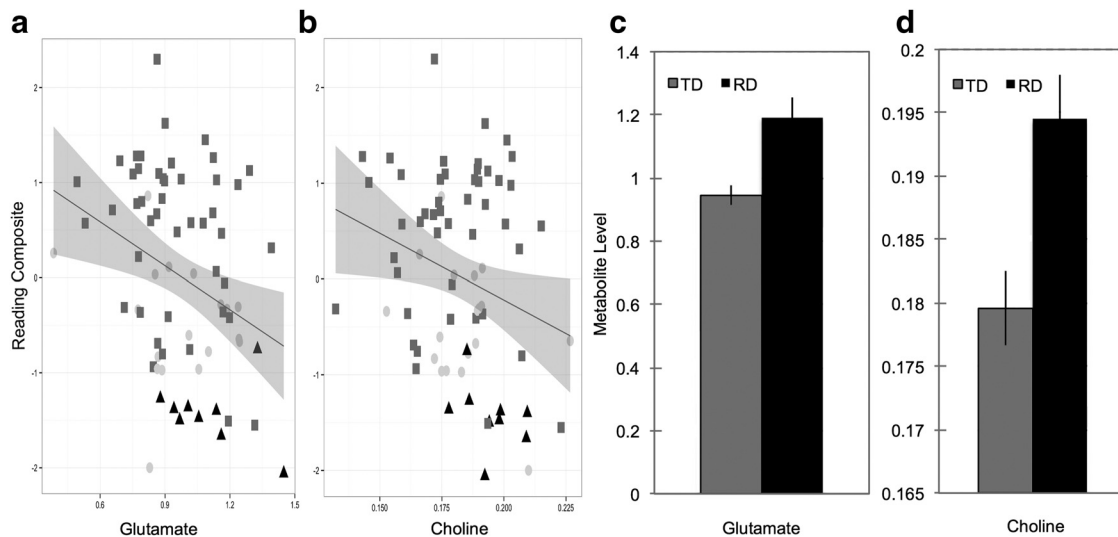 a
b
c
d
Reading Composite
2
1
0
-1
-2
0.6 0.9 1.2 1.5
Glutamate
2
1
0
-1
-2
0.150 0.175 0.200 0.225
Choline
Metabolite Level
1.4
1.2
1
0.8
0.6
0.4
0.2
0
TD RD
Glutamate
0.2
0.195
0.19
0.185
0.18
0.175
0.17
0.165
TD RD
Choline